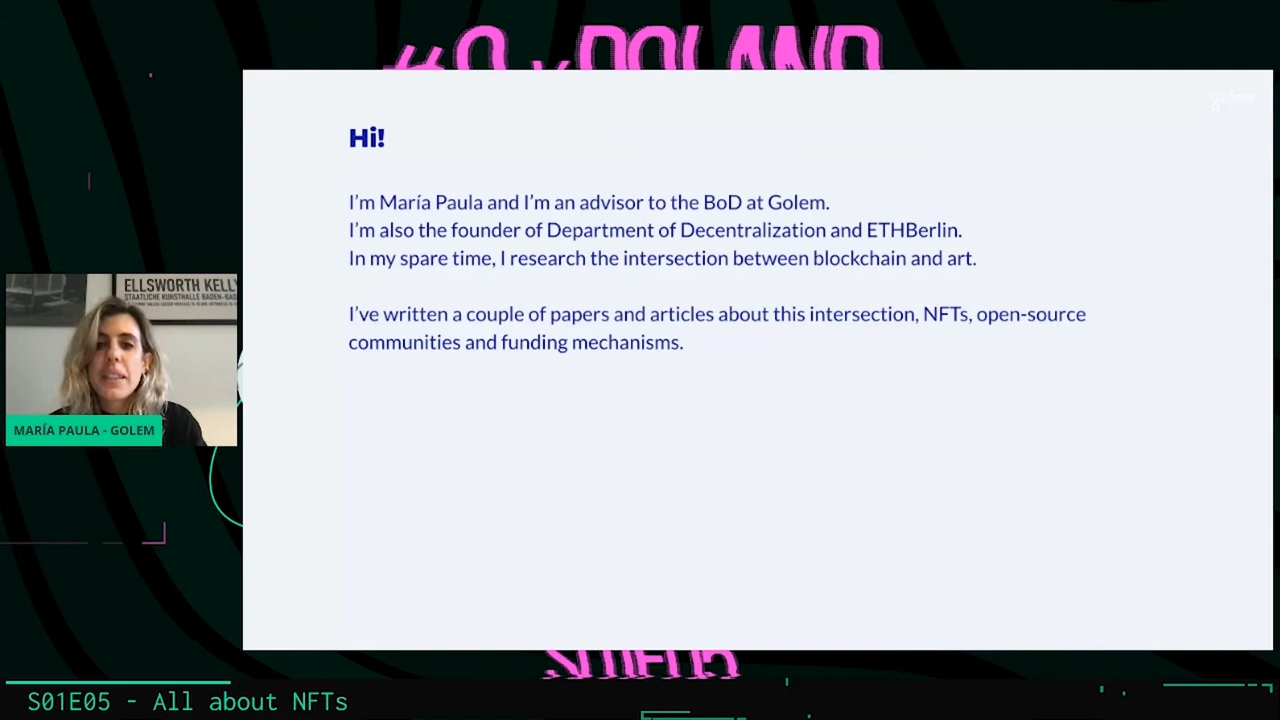 Hi!
I'm María Paula and I'm an advisor to the BoD at Golem.
I'm also the founder of Department of Decentralization and ETHBerlin.
In my spare time, I research the intersection between blockchain and art.
I've written a couple of papers and articles about this intersection, NFTs, open-source
communities and funding mechanisms.
ELLSWORTH KELLY
STAATLICHE KUNSTHALLE BADEN-BAD
MARÍA PAULA - GOLEM
S01E05 - All about NFTs